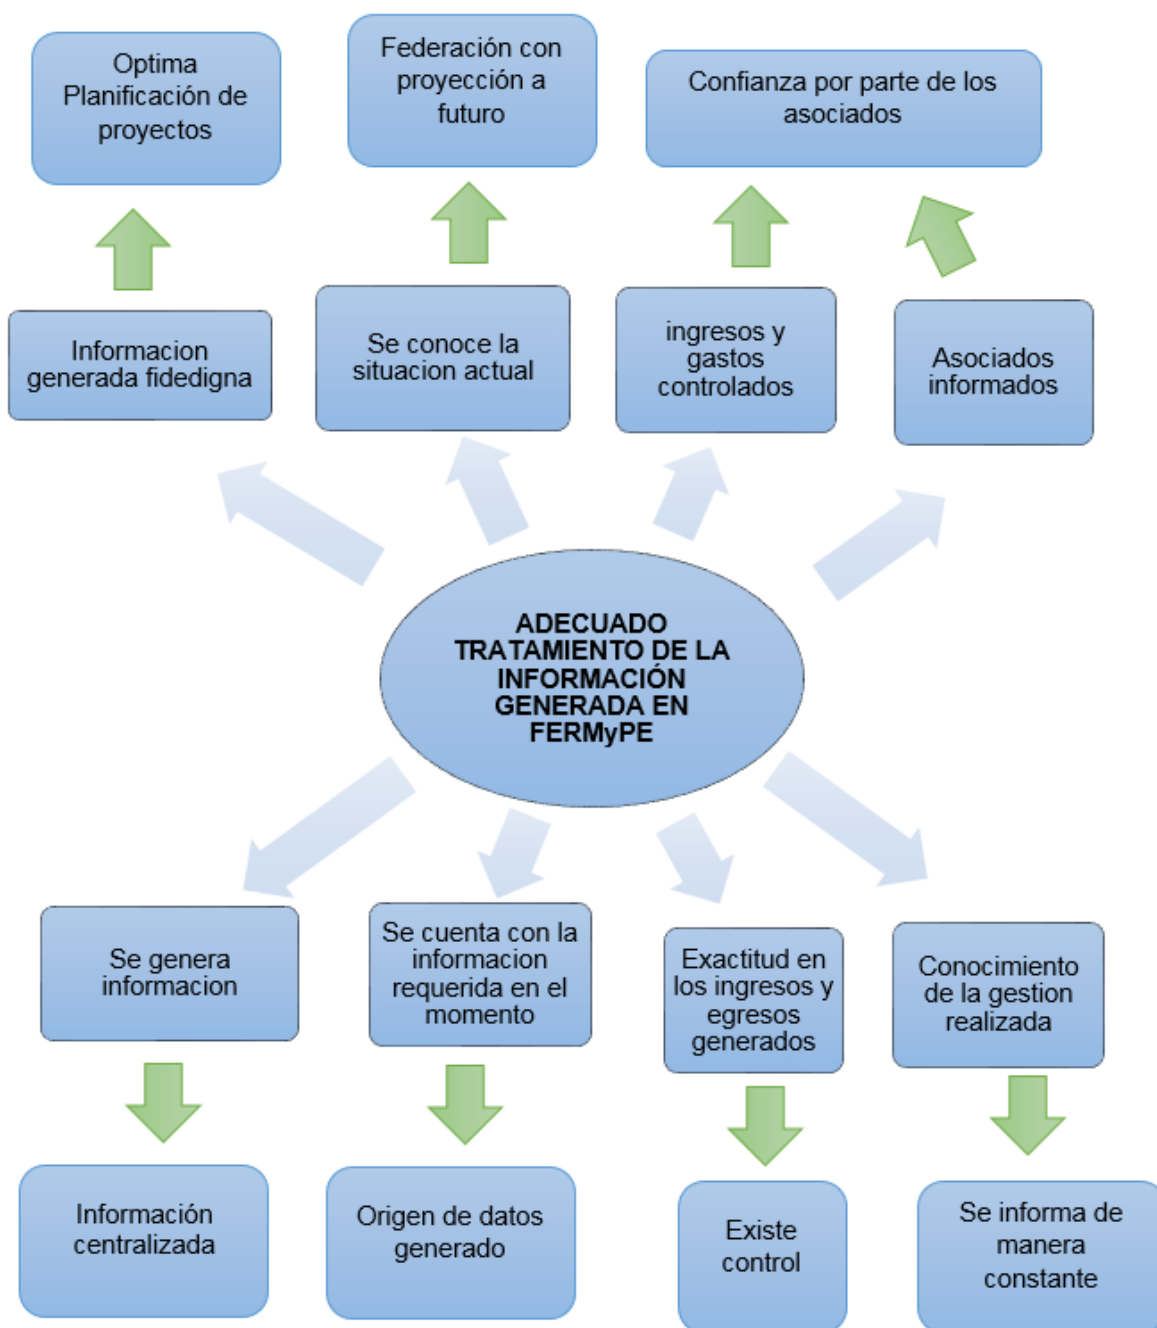 Optima
Planificación de
proyectos
Federación con
proyección a
futuro
Confianza por parte de los
asociados
Informacion
generada fidedigna
Se conoce la
situacion actual
ingresos y
gastos
controlados
Asociados
informados
ADECUADO
TRATAMIENTO DE LA
INFORMACIÓN
GENERADA EN
FERMyPE
Se genera
informacion
Se cuenta con la
informacion
requerida en el
momento
Exactitud en
los ingresos y
egresos
generados
Conocimiento
de la gestion
realizada
Información
centralizada
Origen de datos
generado
Existe
control
Se informa de
manera
constante